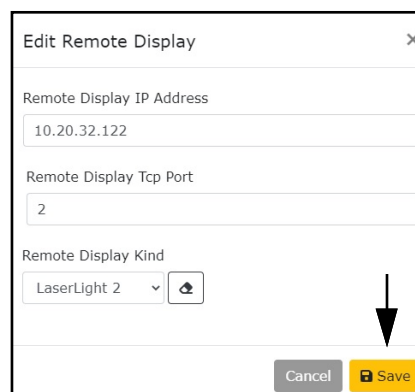 Edit Remote Display
Remote Display IP Address
10.20.32.122
Remote Display Tcp Port
2
Remote Display Kind
LaserLight 2
Cancel Save